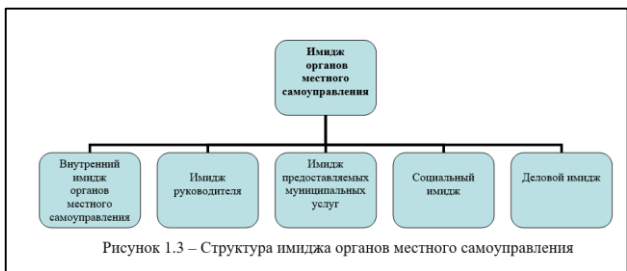 Имидж
органов
местного
самоуправления
Внутренний
имидж
органов
местного
самоуправления
Имидж
руководителя
Имидж
предоставляемых
муниципальных
услуг
Социальный
имидж
Деловой имидж
Рисунок 1.3 – Структура имиджа органов местного самоуправления